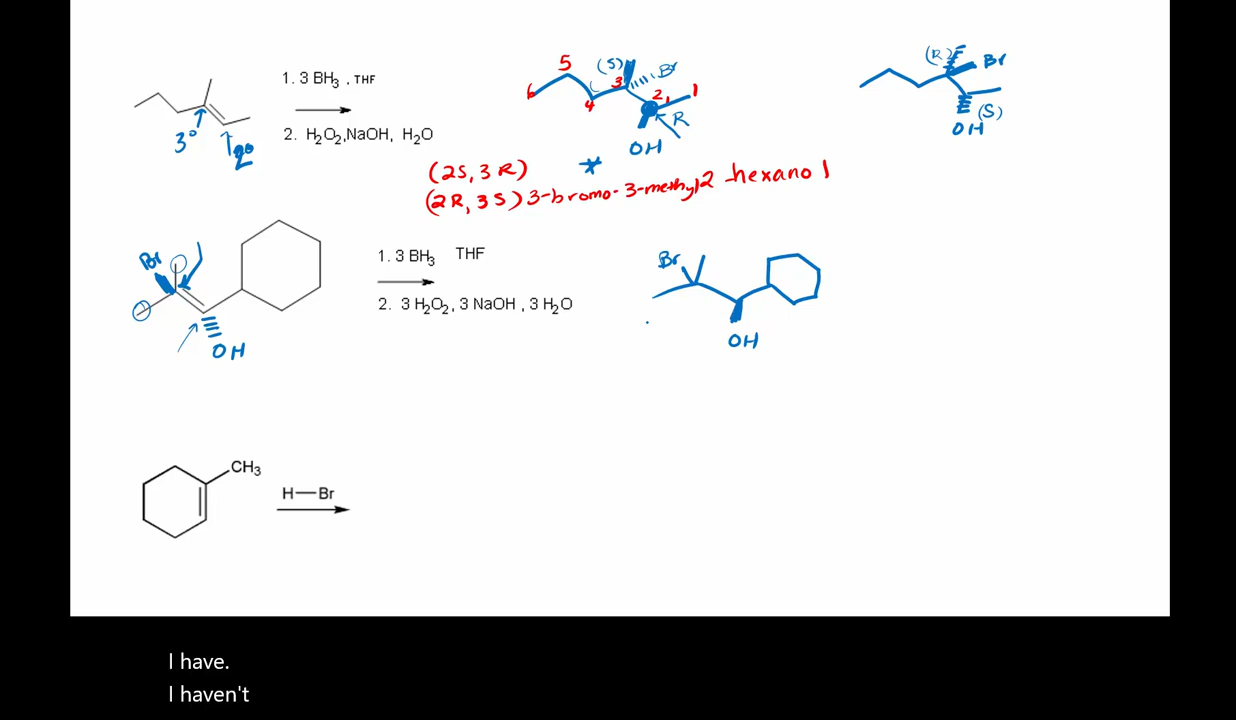 1. 3 BH3 . THF
2. H2O2,NaOH, H2O
3°
2°
(S)
Br
5
3
6
4
2
1
R
OH
(R)
Br
(S)
OH
(2S, 3R)
(2R, 3S) 3-bromo-3-methyl 2-hexanol
Br
OH
1. 3 BH3 THF
2. 3 H2O2, 3 NaOH , 3 H2O
Br
OH
CH3
H—Br
I have.
I haven't